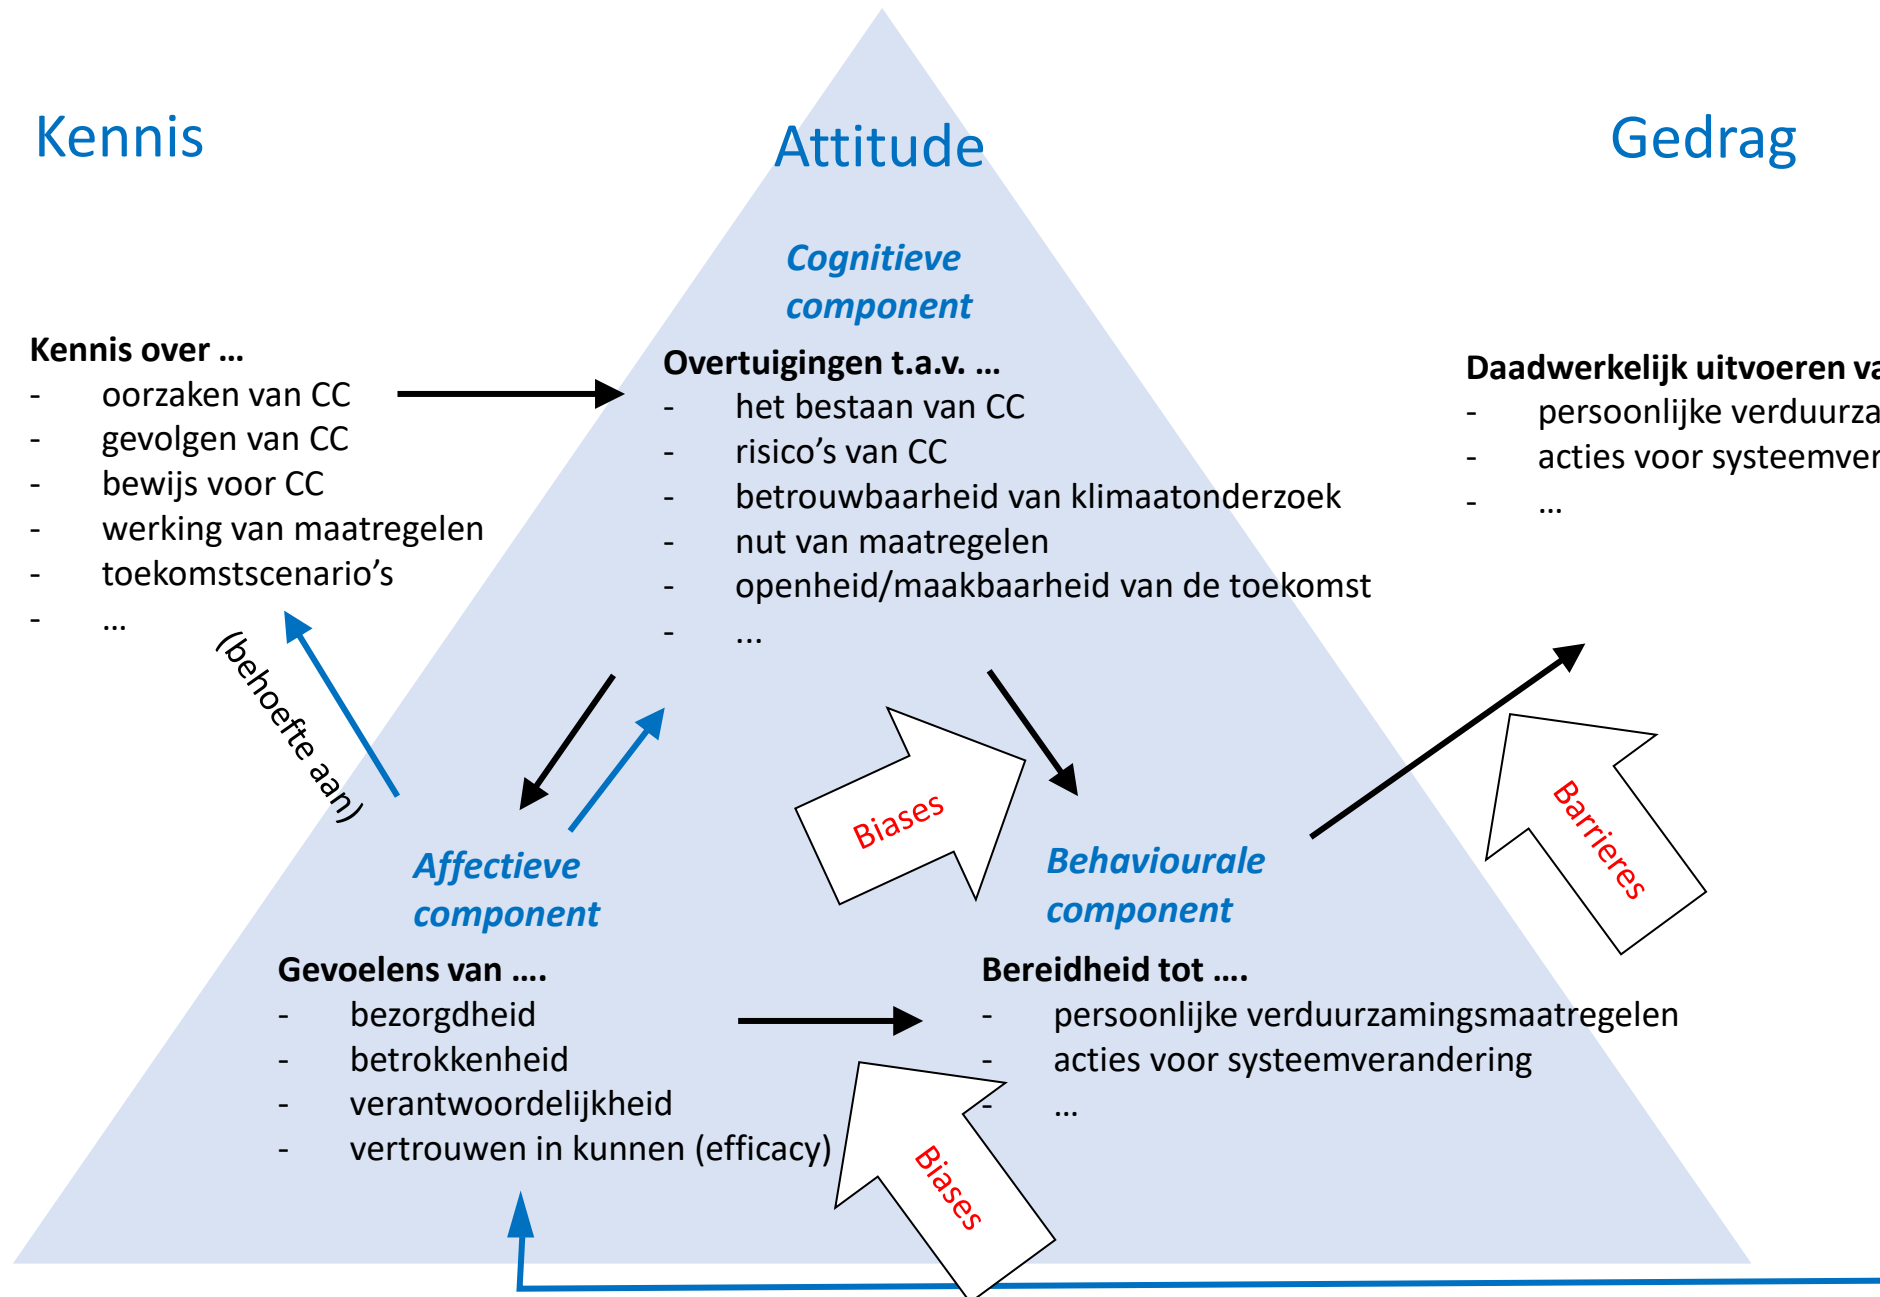 Kennis
Attitude
Gedrag
Cognitieve
component
Kennis over …
- oorzaken van CC
- gevolgen van CC
- bewijs voor CC
- werking van maatregelen
- toekomstscenario’s
- …
(behoefte aan)
Overtuigingen t.a.v. …
- het bestaan van CC
- risico’s van CC
- betrouwbaarheid van klimaatonderzoek
- nut van maatregelen
- openheid/maakbaarheid van de toekomst
- ...
Daadwerkelijk uitvoeren va
- persoonlijke verduurza
- acties voor systeemver
- …
Biases
Barrieres
Affectieve
component
Gevoelens van ….
- bezorgdheid
- betrokkenheid
- verantwoordelijkheid
- vertrouwen in kunnen (efficacy)
Behaviourale
component
Bereidheid tot ….
- persoonlijke verduurzamingsmaatregelen
- acties voor systeemverandering
- …
Biases